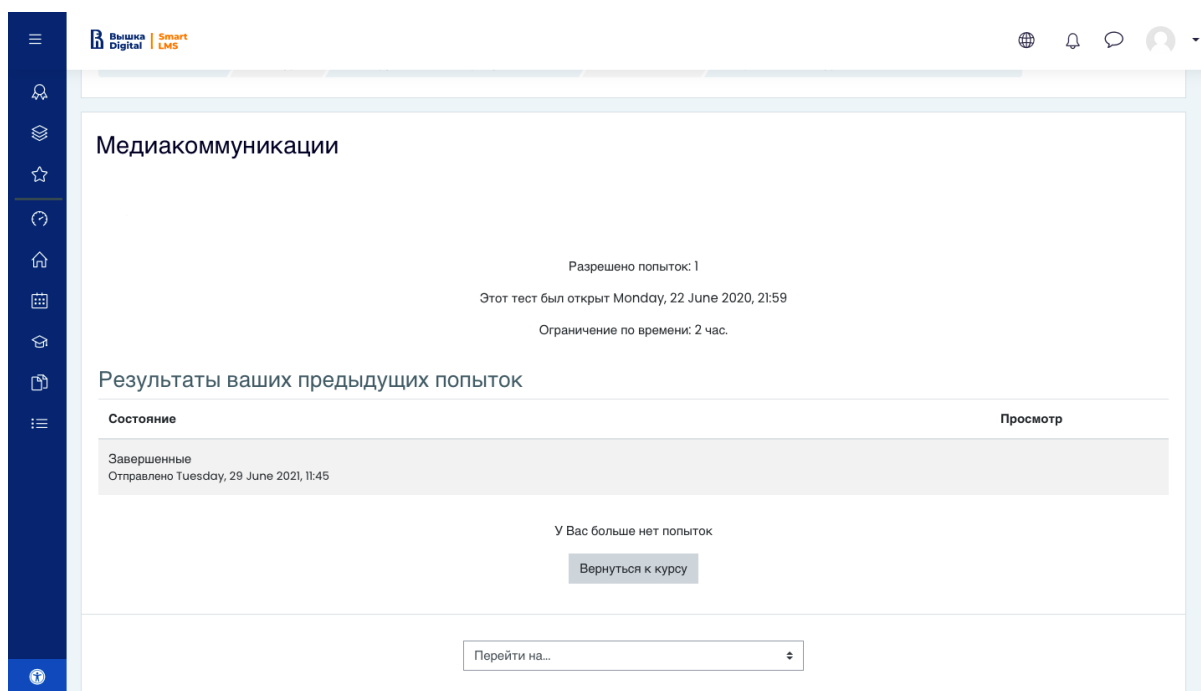 Вышка Digital | Smart LMS
Медиакоммуникации
Разрешено попыток: 1
Этот тест был открыт Monday, 22 June 2020, 21:59
Ограничение по времени: 2 час.
Результаты ваших предыдущих попыток
Состояние Просмотр
Завершенные
Отправлено Tuesday, 29 June 2021, 11:45
У Вас больше нет попыток
Вернуться к курсу
Перейти на...